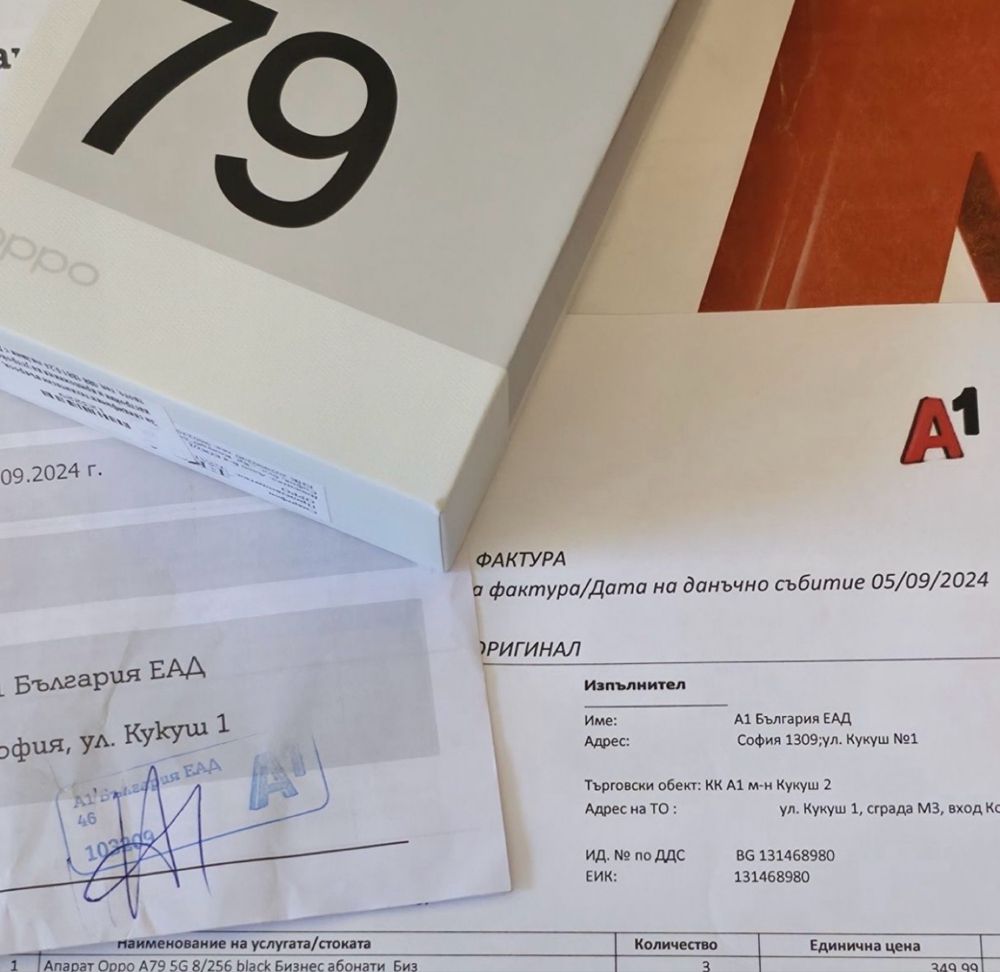 79
oppo
A1
09.2024 г.
ФАКТУРА
фактура/Дата на данъчно събитие 05/09/2024
ОРИГИНАЛ
България ЕАД
ул. Кукуш 1
А1 България ЕАД
46
103209
A1
Изпълнител
Име: А1 България ЕАД
Адрес: София 1309;ул. Кукуш №1
Търговски обект: КК А1 м-н Кукуш 2
Адрес на ТО : ул. Кукуш 1, сграда М3, вход
ИД. № по ДДС BG 131468980
ЕИК: 131468980
Наименование на услугата/стоката Количество Единична цена
1 Апарат Oppo A79 5G 8/256 black Бизнес абонати_Биз 3 349.99